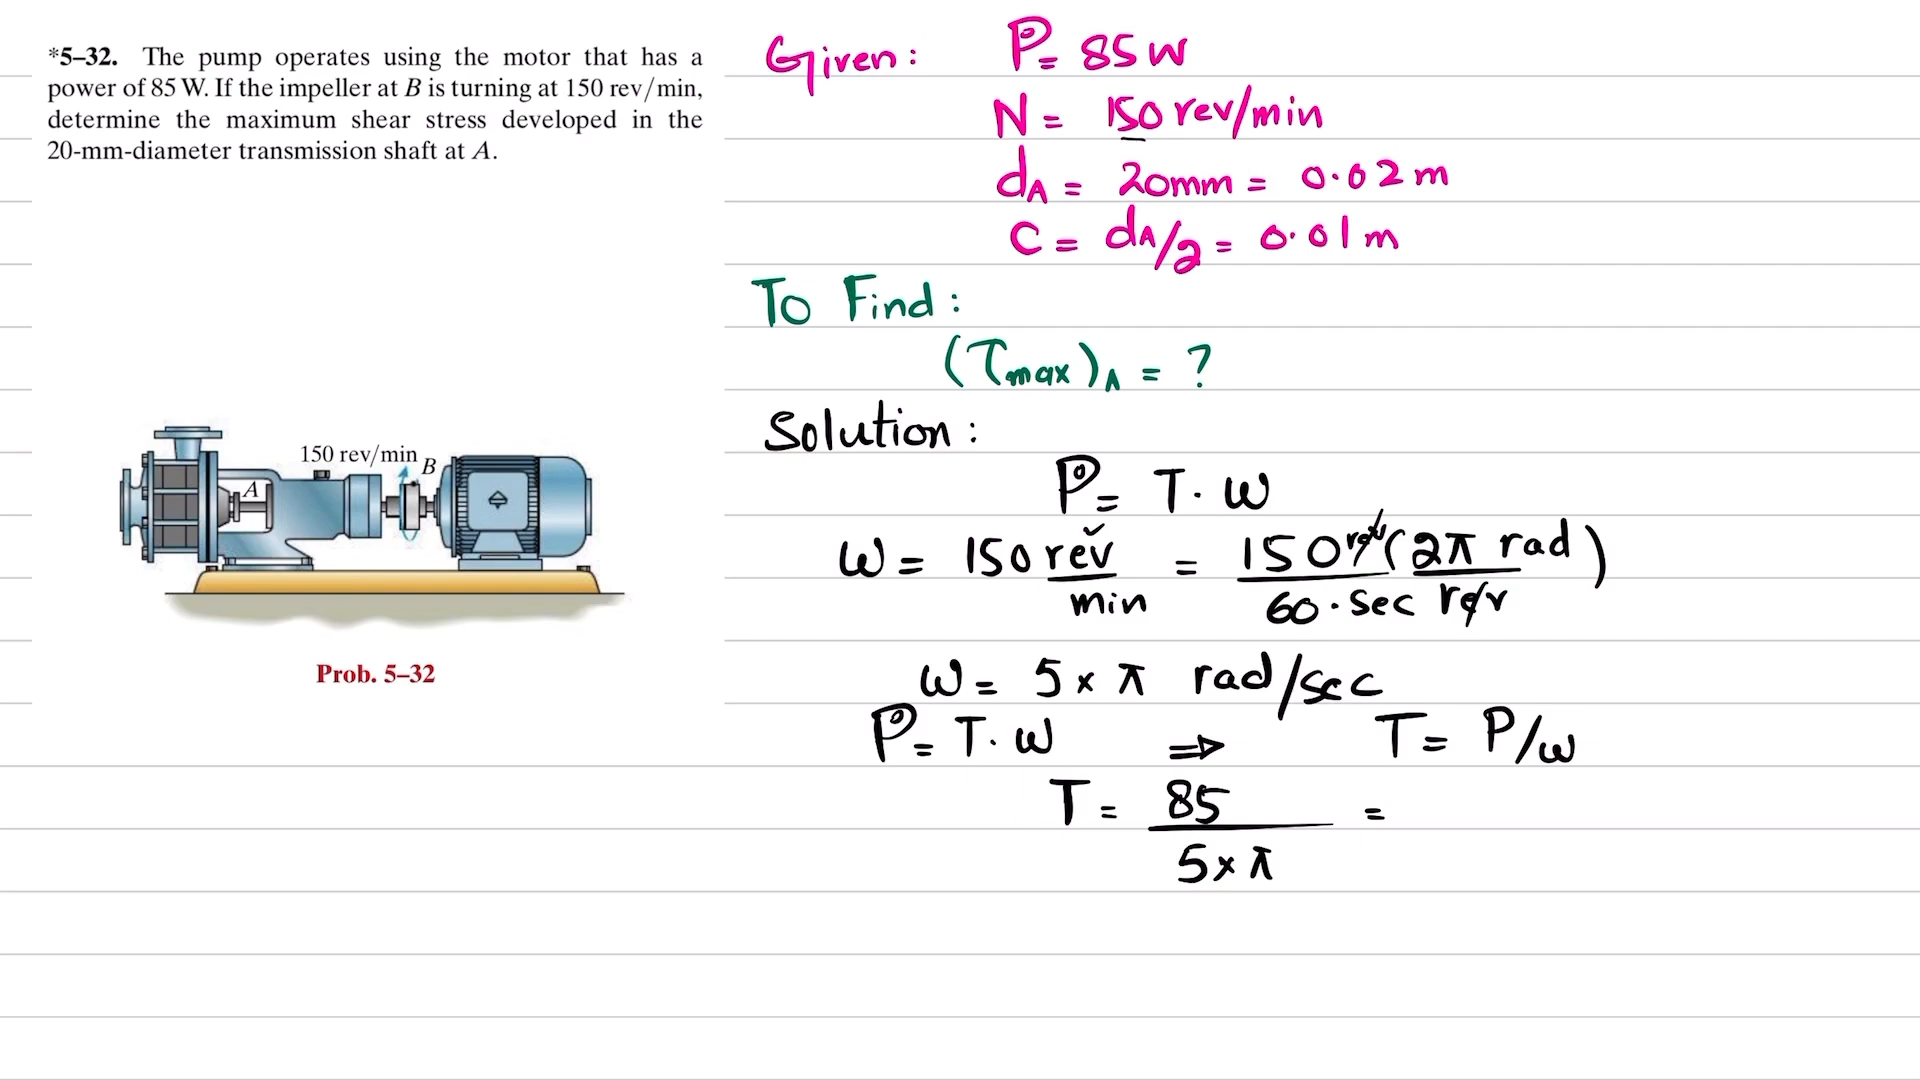 *5–32. The pump operates using the motor that has a
power of 85 W. If the impeller at B is turning at 150 rev/min,
determine the maximum shear stress developed in the
20-mm-diameter transmission shaft at A.
150 rev/min
B
A
Prob. 5–32
Given: P = 85 W
N = 150 rev/min
dA = 20mm = 0.02 m
C = dA/2 = 0.01 m
To Find:
(τmax)A = ?
Solution:
P = T. ω
ω = 150 rev/min = 150 rev/60. sec (2π rad/rev)
ω = 5 × π rad/sec
P = T. ω ⇒ T = P/ω
T = 85/5×π =